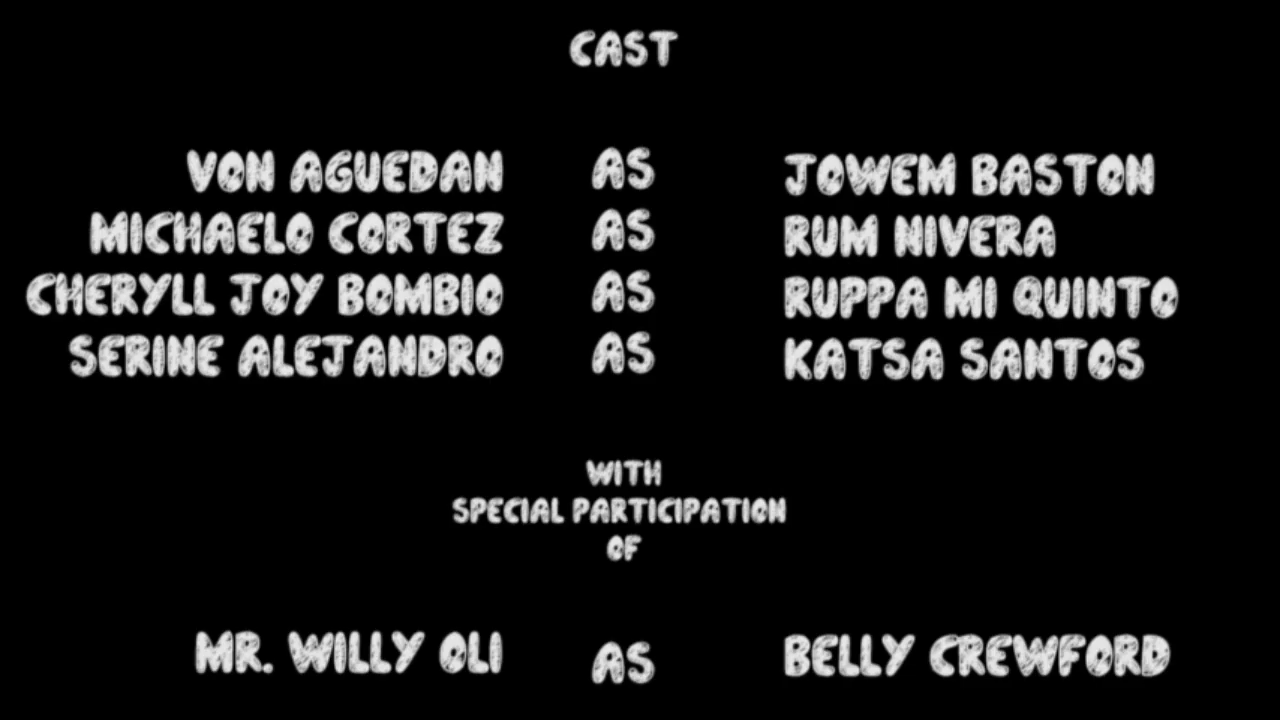 CAST
VON AGUEDAN AS JOWEM BASTON
MICHAELO CORTEZ AS RUM NIVERA
CHERYLL JOY BOMBIO AS RUPPA MI QUINTO
SERINE ALEJANDRO AS KATSA SANTOS
WITH
SPECIAL PARTICIPATION
OF
MR. WILLY OLI AS BELLY CREWFORD